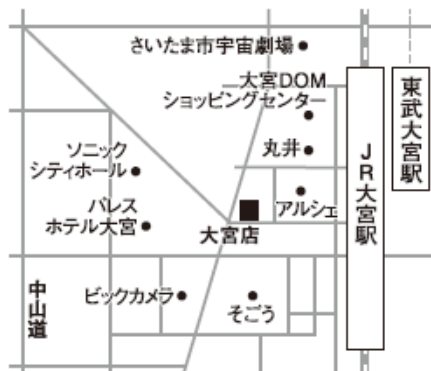 さいたま市宇宙劇場
大宮DOM
ショッピングセンター
東武大宮駅
JR大宮駅
丸井
ソニック
シティホール
アルシェ
パレス
ホテル大宮
大宮店
中山道
ビックカメラ
そごう